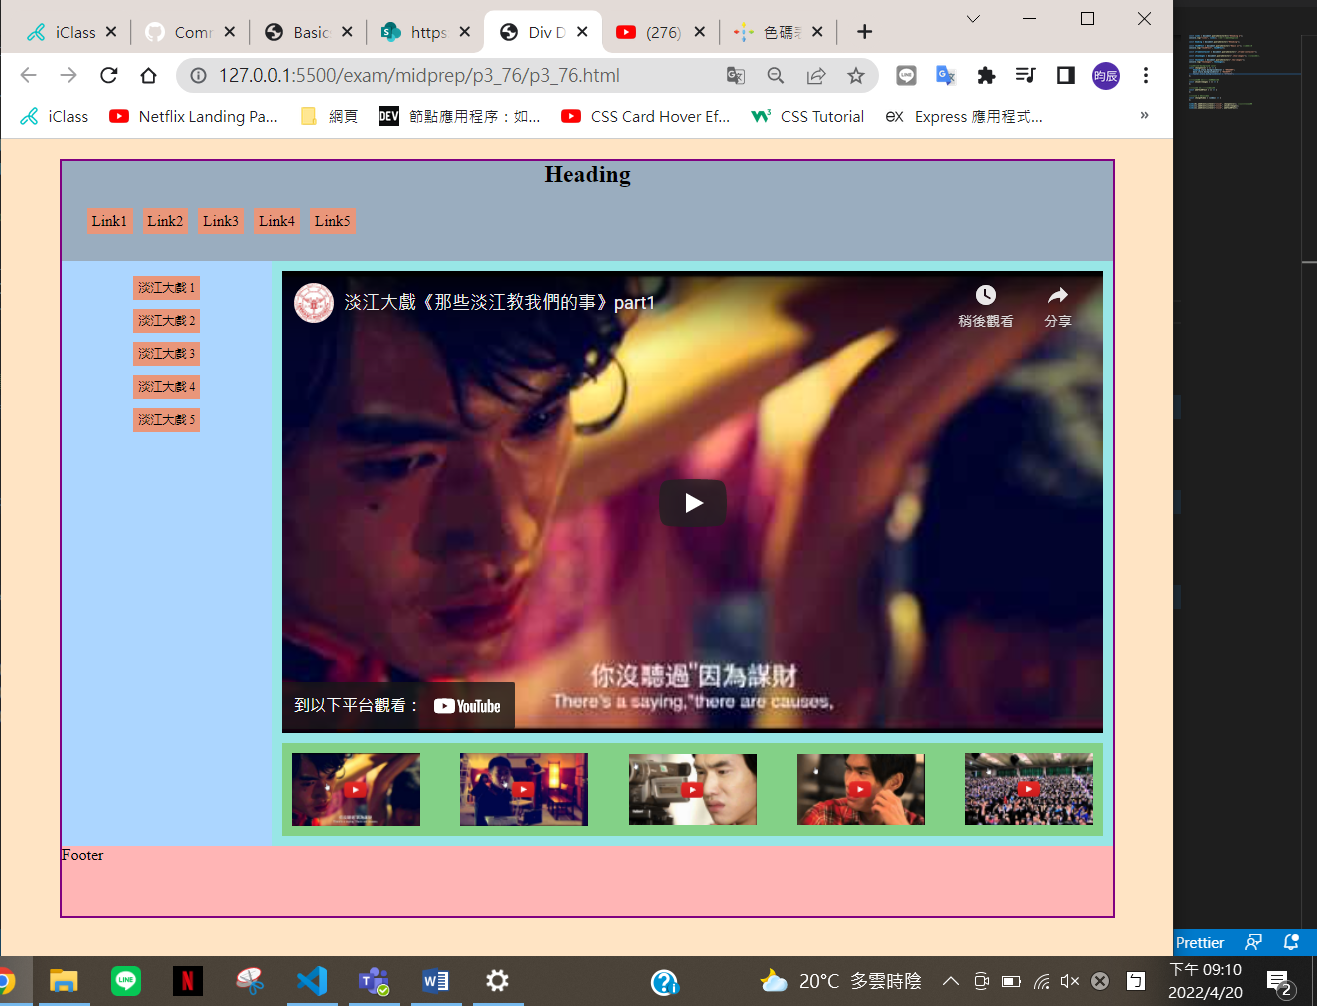 iClass
Comr
Basic
https
Div D
(276)
色碼
127.0.0.1:5500/exam/midprep/p3_76/p3_76.html
昀辰
iClass
Netflix Landing Pa...
網頁
DEV
節點應用程序：如...
CSS Card Hover Ef...
CSS Tutorial
ex
Express 應用程式...
»
Heading
Link1 Link2 Link3 Link4 Link5
淡江大戲 1
淡江大戲 2
淡江大戲 3
淡江大戲 4
淡江大戲 5
淡江大戲《那些淡江教我們的事》part1
稍後觀看
分享
你沒聽過"因為謀財
There's a saying,"there are causes,
到以下平台觀看：
YouTube
Footer
Prettier
20°C 多雲時陰
下午 09:10
2022/4/20
2